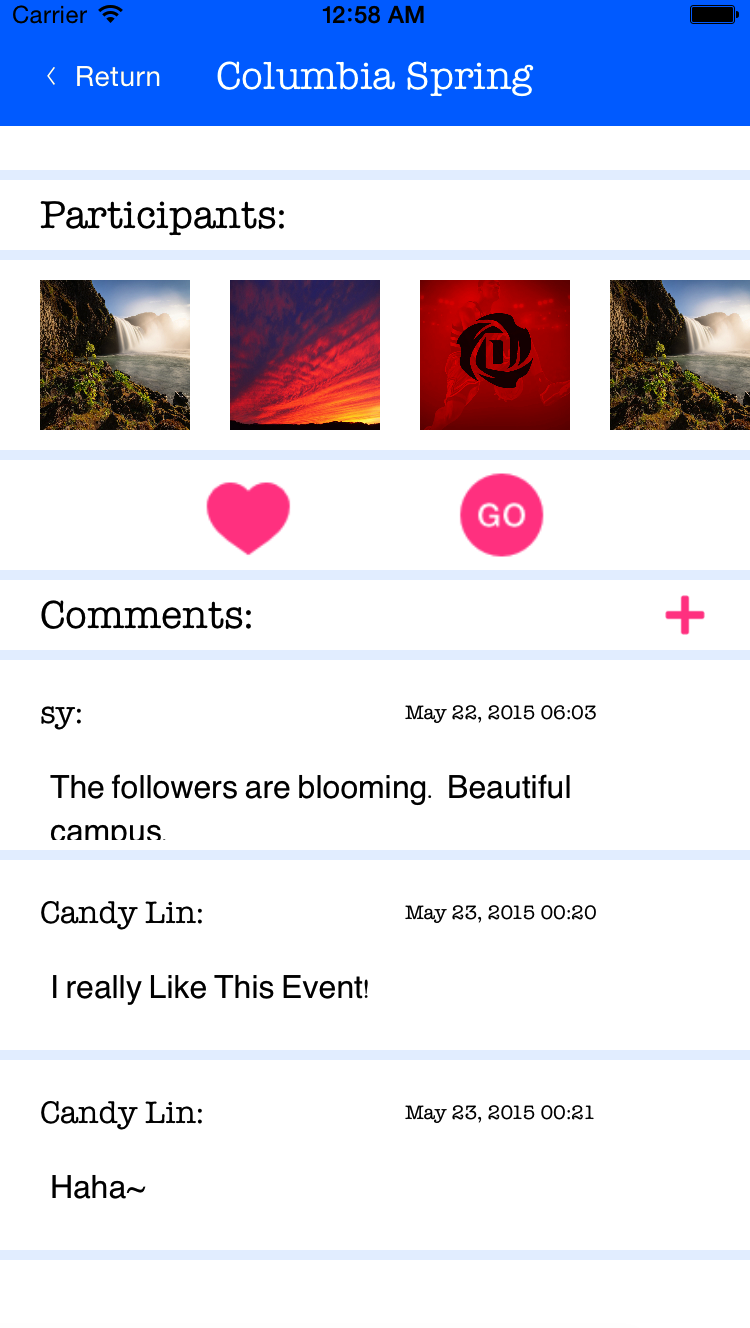 Carrier 12:58 AM
Return Columbia Spring
Participants:
GO
Comments:
sy: May 22, 2015 06:03
The followers are blooming. Beautiful
campus.
Candy Lin: May 23, 2015 00:20
I really Like This Event!
Candy Lin: May 23, 2015 00:21
Haha~